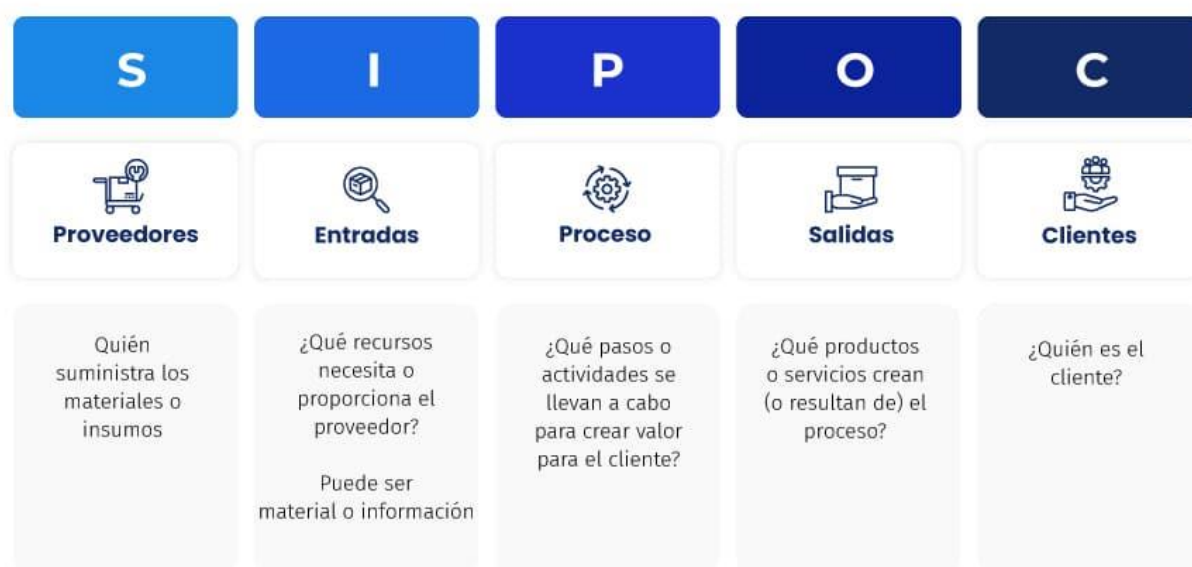 S
I
P
O
C
Proveedores
Entradas
Proceso
Salidas
Clientes
Quién
suministra los
materiales o
insumos
¿Qué recursos
necesita o
proporciona el
proveedor?
Puede ser
material o información
¿Qué pasos o
actividades se
llevan a cabo
para crear valor
para el cliente?
¿Qué productos
o servicios crean
(o resultan de) el
proceso?
¿Quién es el
cliente?